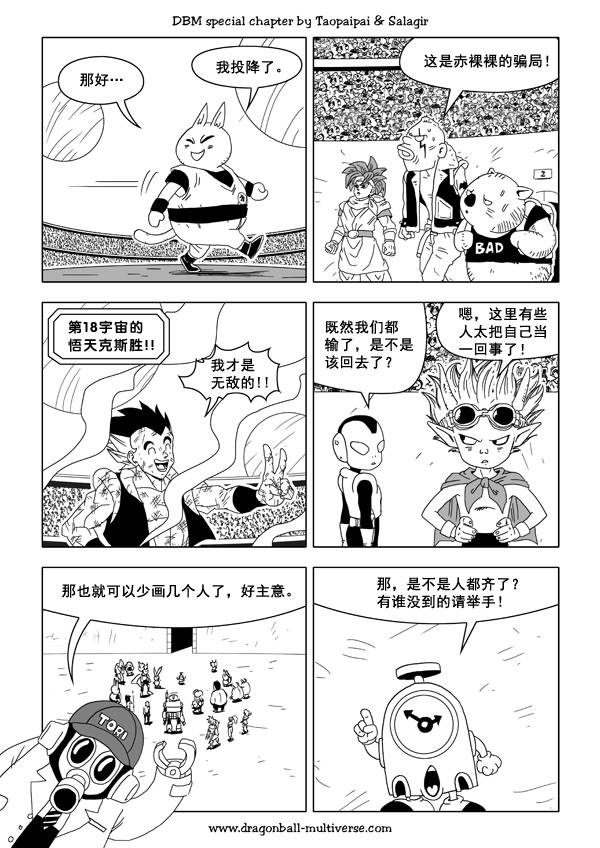 DBM special chapter by Taopaipai & Salagir
那好…
我投降了。
这是赤裸裸的骗局！
2
BAD
第18宇宙的
悟天克斯胜!!
我才是
无敌的!!
既然我们都
输了，是不是
该回去了？
嗯，这里有些
人太把自己当
一回事了！
那也就可以少画几个人了，好主意。
TORI
那，是不是人都齐了？
有谁没到的请举手！
www.dragonball-multiverse.com